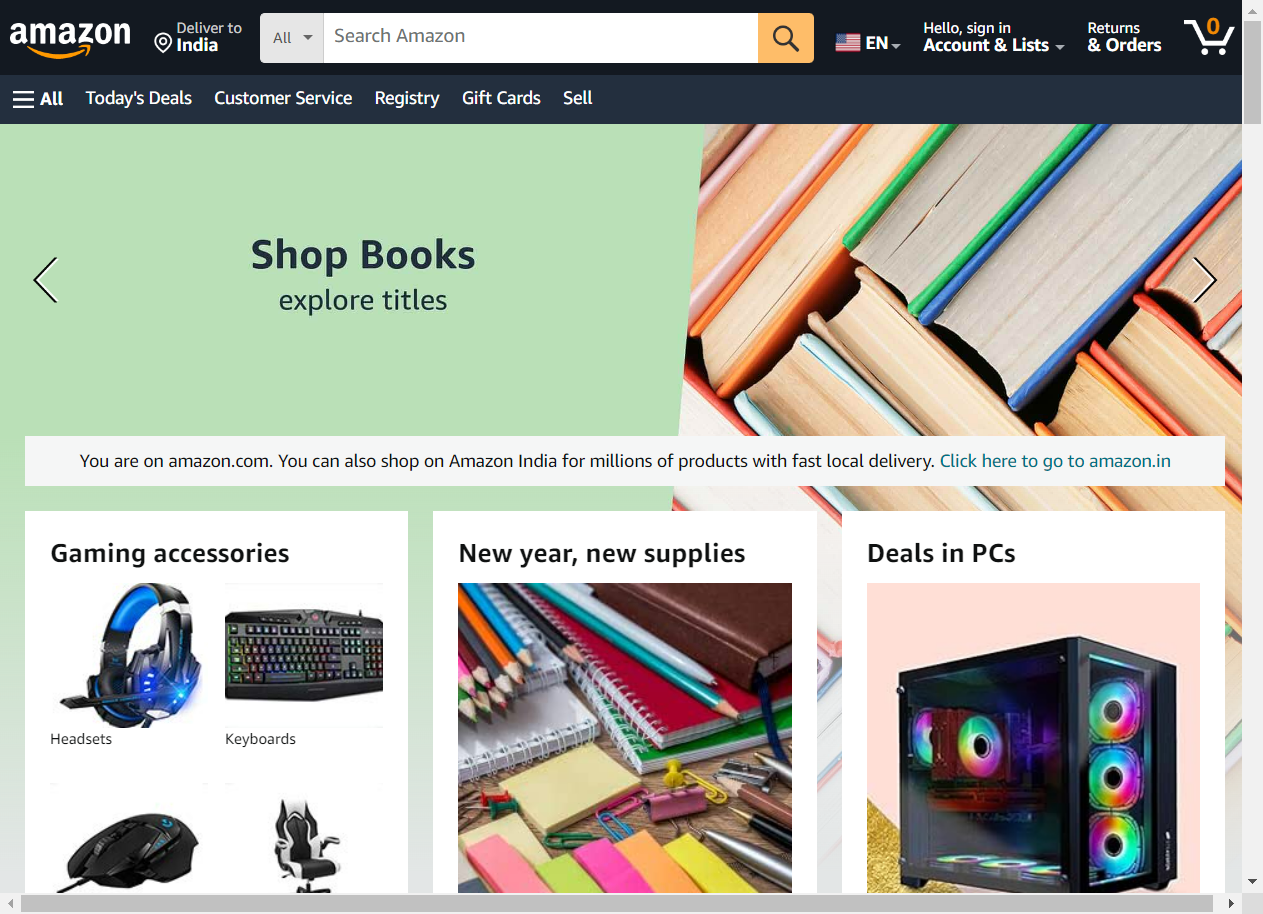 amazon
Deliver to
India
All
Search Amazon
EN
Hello, sign in
Account & Lists
Returns
& Orders
0
All
Today's Deals
Customer Service
Registry
Gift Cards
Sell
Shop Books
explore titles
You are on amazon.com. You can also shop on Amazon India for millions of products with fast local delivery. Click here to go to amazon.in
Gaming accessories
New year, new supplies
Deals in PCs
Headsets
Keyboards